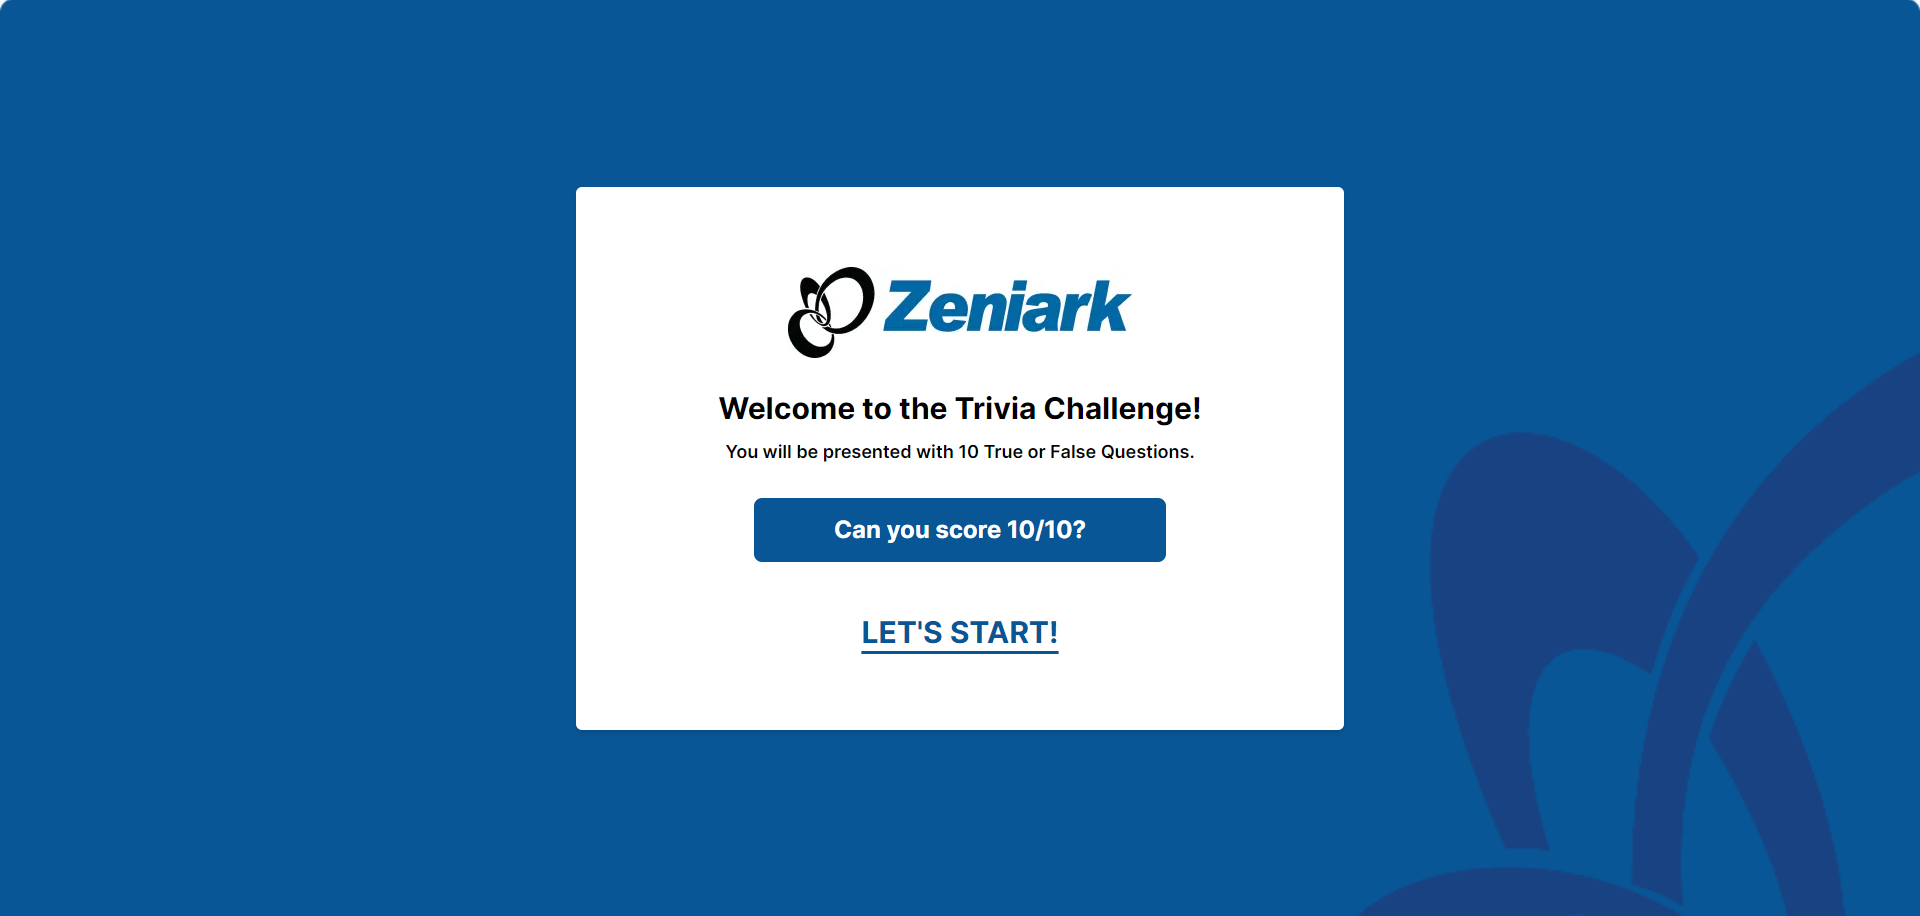 Zeniark
Welcome to the Trivia Challenge!
You will be presented with 10 True or False Questions.
Can you score 10/10?
LET'S START!